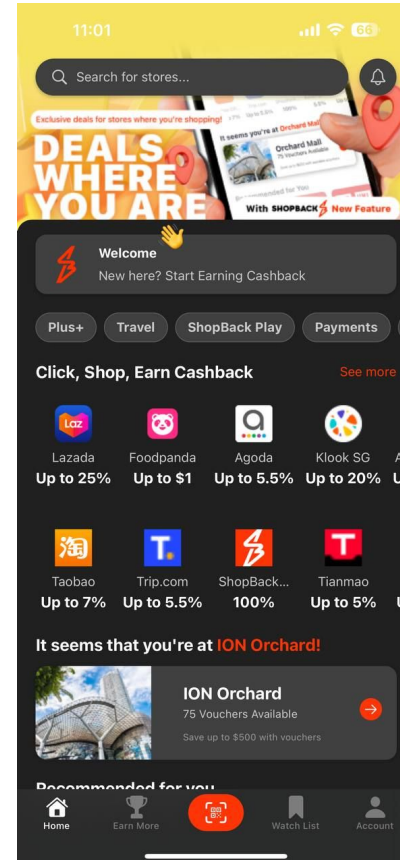 11:01
66
Search for stores...
Exclusive deals for stores where you're shopping!
DEALS
WHERE
YOU ARE
It seems you're at Orchard Mall
Orchard Mall
75 Vouchers Available
With SHOPBACK New Feature
Welcome
New here? Start Earning Cashback
Plus+
Travel
ShopBack Play
Payments
Click, Shop, Earn Cashback
See more
Laz
Lazada
Foodpanda
Agoda
Klook SG
Up to 25%
Up to $1
Up to 5.5%
Up to 20%
淘
T.
T
Taobao
Trip.com
ShopBack...
Tianmao
Up to 7%
Up to 5.5%
100%
Up to 5%
It seems that you're at ION Orchard!
ION Orchard
75 Vouchers Available
Save up to $500 with vouchers
Recommended for you
Home
Earn More
Watch List
Account